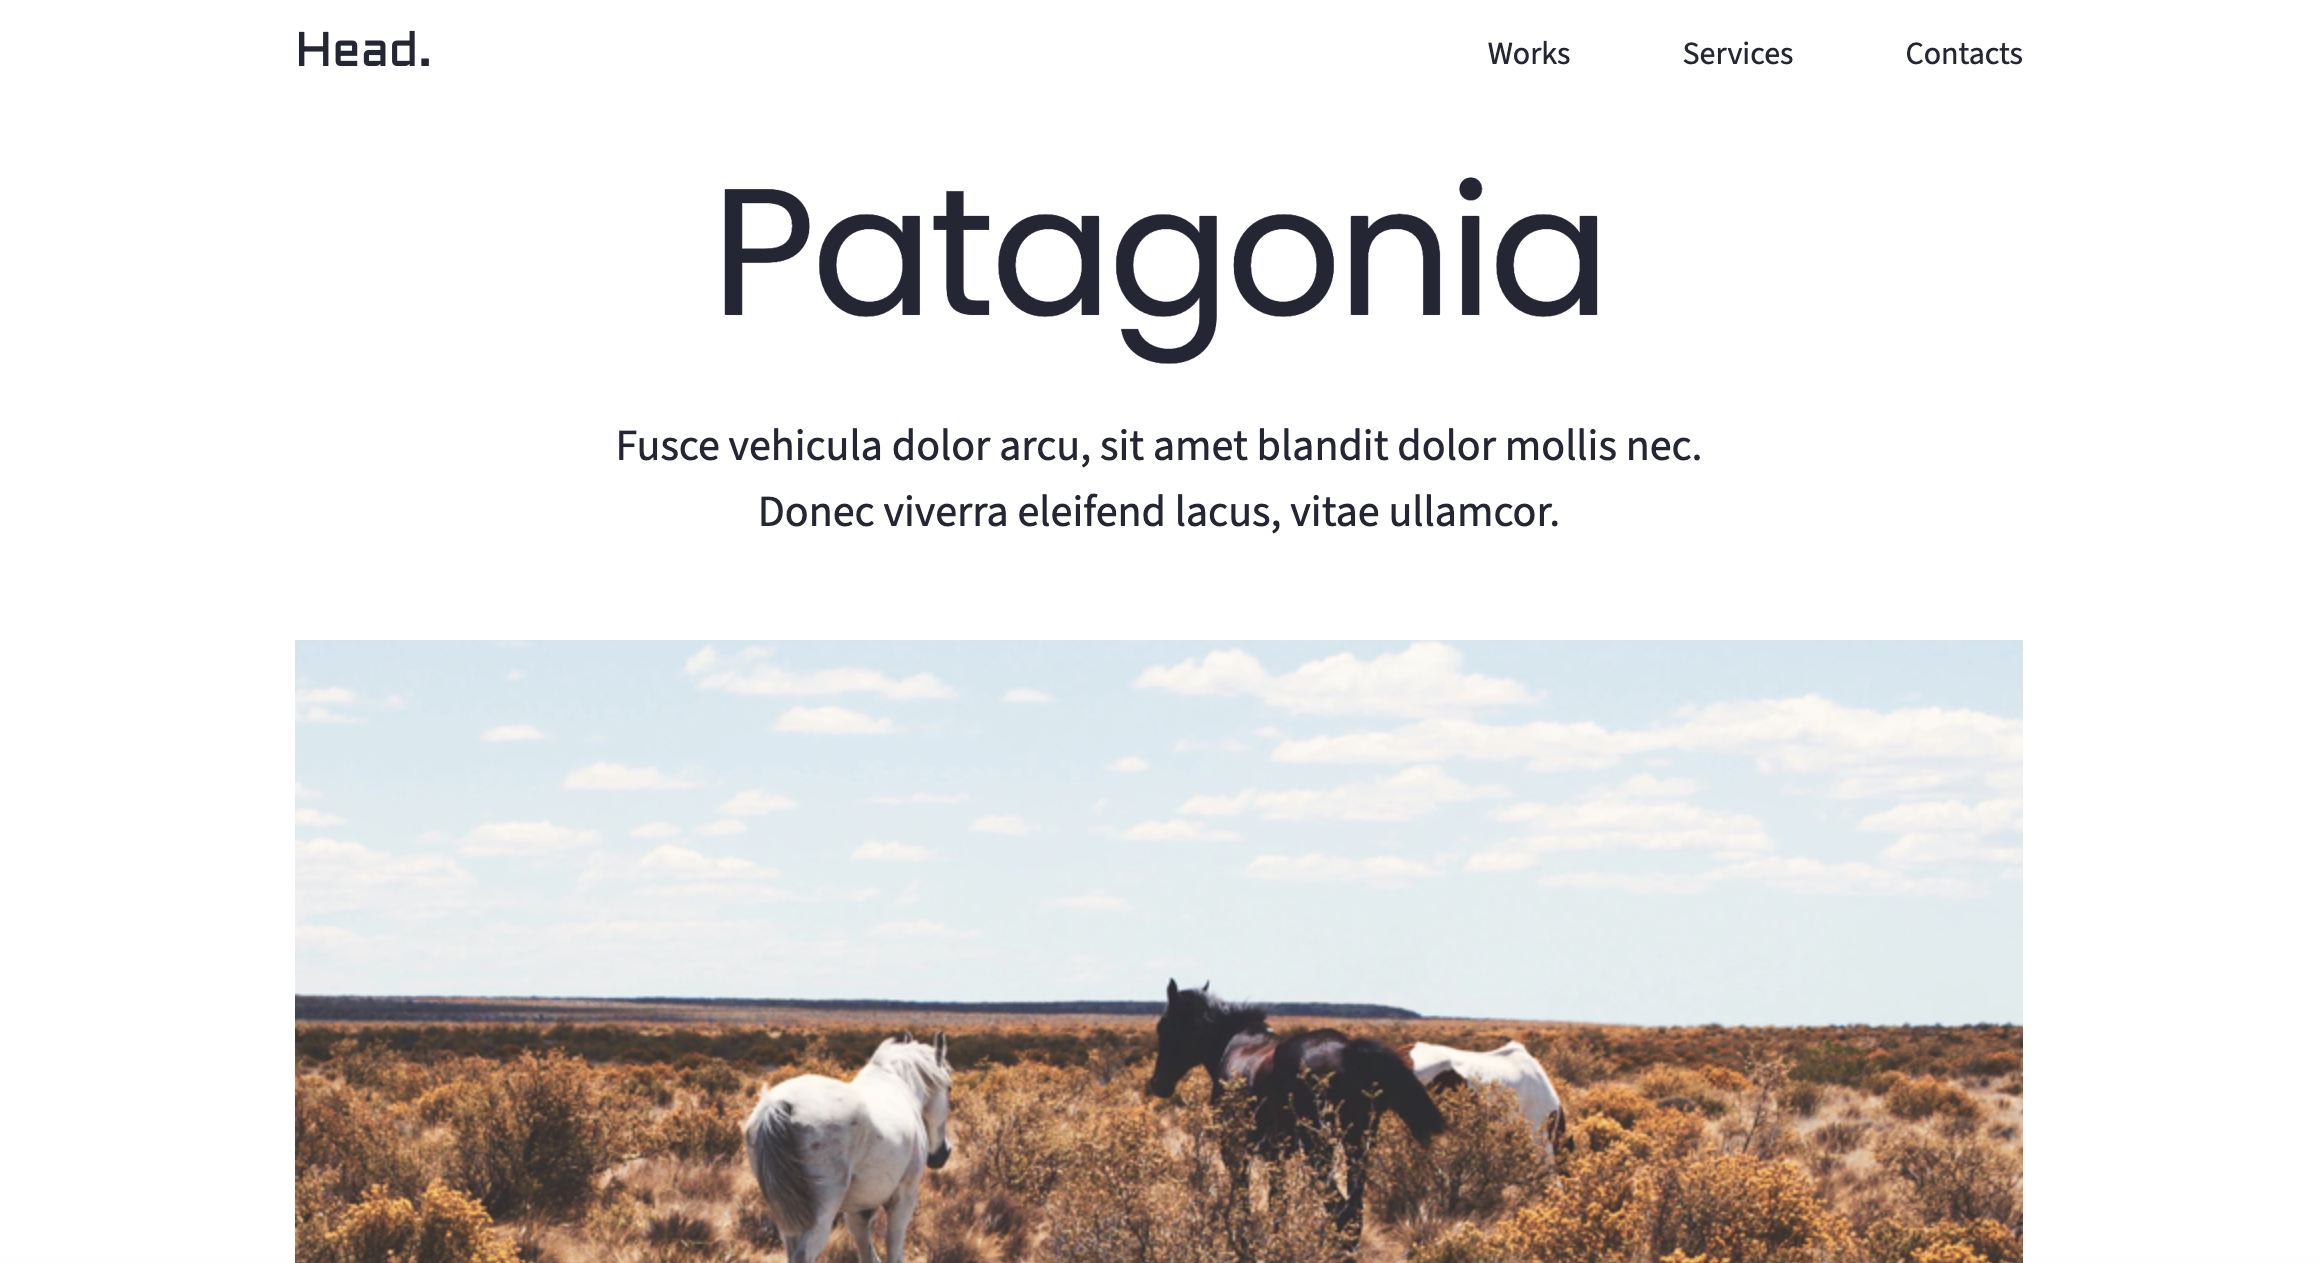 Head.
Works Services Contacts
Patagonia
Fusce vehicula dolor arcu, sit amet blandit dolor mollis nec.
Donec viverra eleifend lacus, vitae ullamcor.